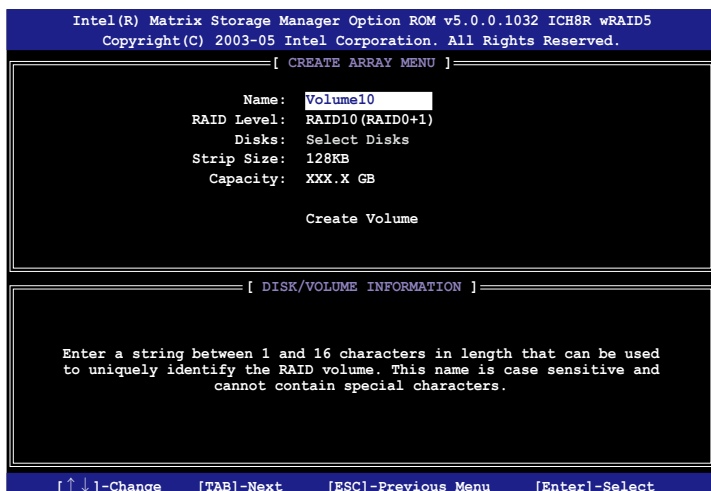 Intel(R) Matrix Storage Manager Option ROM v5.0.0.1032 ICH8R wRAID5
Copyright(C) 2003-05 Intel Corporation. All Rights Reserved.
[ CREATE ARRAY MENU ]
Name: Volume10
RAID Level: RAID10(RAID0+1)
Disks: Select Disks
Strip Size: 128KB
Capacity: XXX.X GB
Create Volume
[ DISK/VOLUME INFORMATION ]
Enter a string between 1 and 16 characters in length that can be used
to uniquely identify the RAID volume. This name is case sensitive and
cannot contain special characters.
[↑↓]-Change [TAB]-Next [ESC]-Previous Menu [Enter]-Select